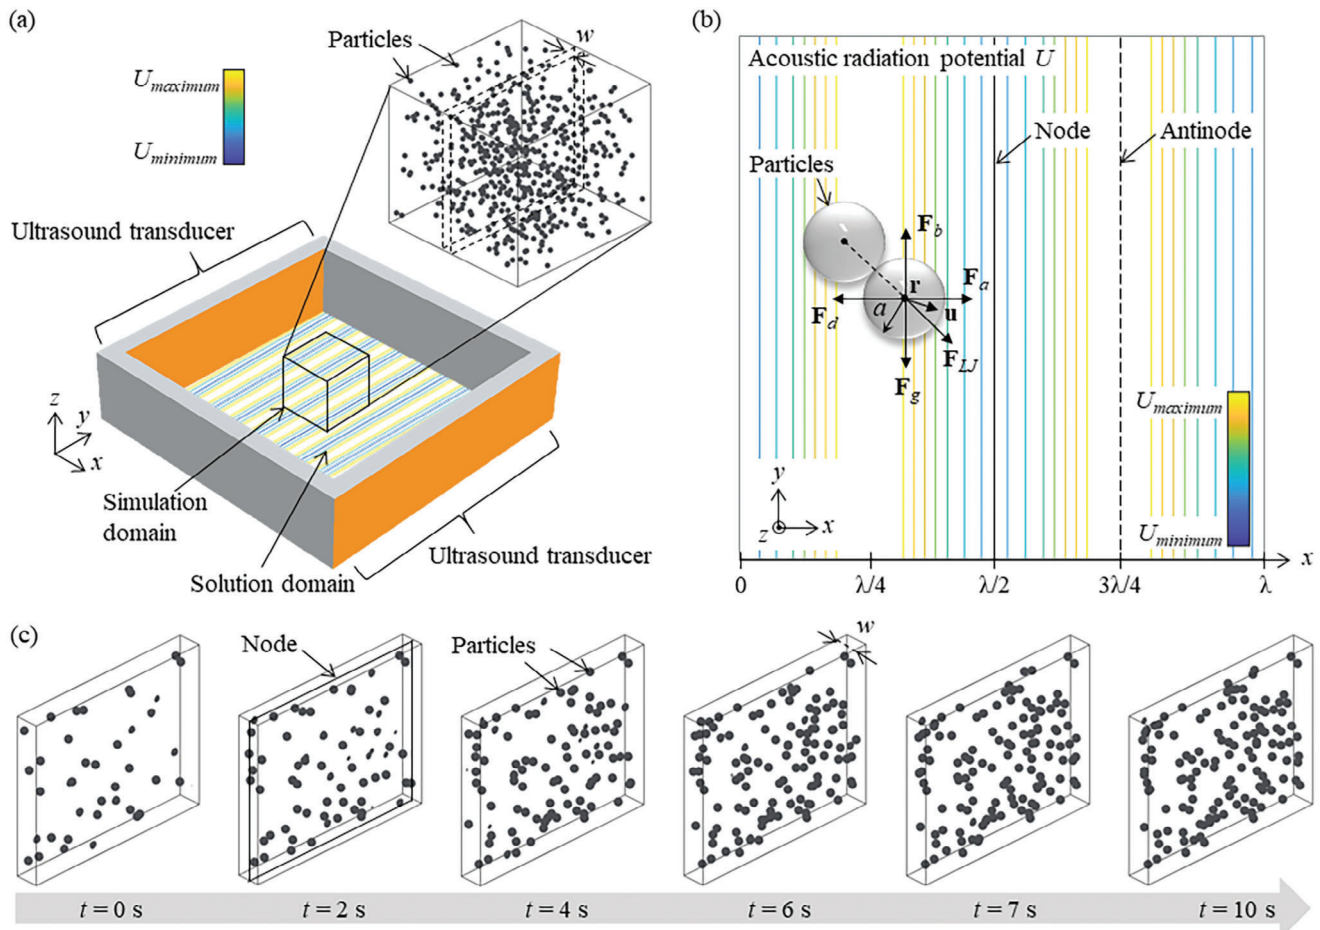 (a)
Particles
w
U_maximum
U_minimum
Ultrasound transducer
z
y
x
Simulation
domain
Solution domain
Ultrasound transducer
(b)
Acoustic radiation potential U
Node
Antinode
Particles
F_b
r
F_a
a
u
F_d
F_LJ
F_g
U_maximum
U_minimum
y
z
x
x
0
λ/4
λ/2
3λ/4
λ
(c)
Node
Particles
w
t = 0 s
t = 2 s
t = 4 s
t = 6 s
t = 7 s
t = 10 s